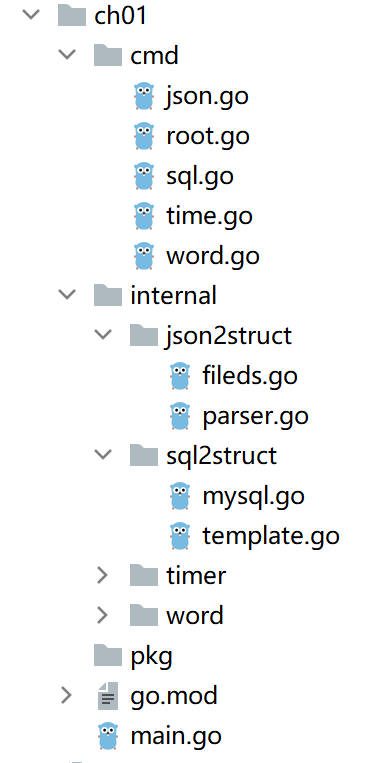 ch01
cmd
json.go
root.go
sql.go
time.go
word.go
internal
json2struct
fileds.go
parser.go
sql2struct
mysql.go
template.go
timer
word
pkg
go.mod
main.go